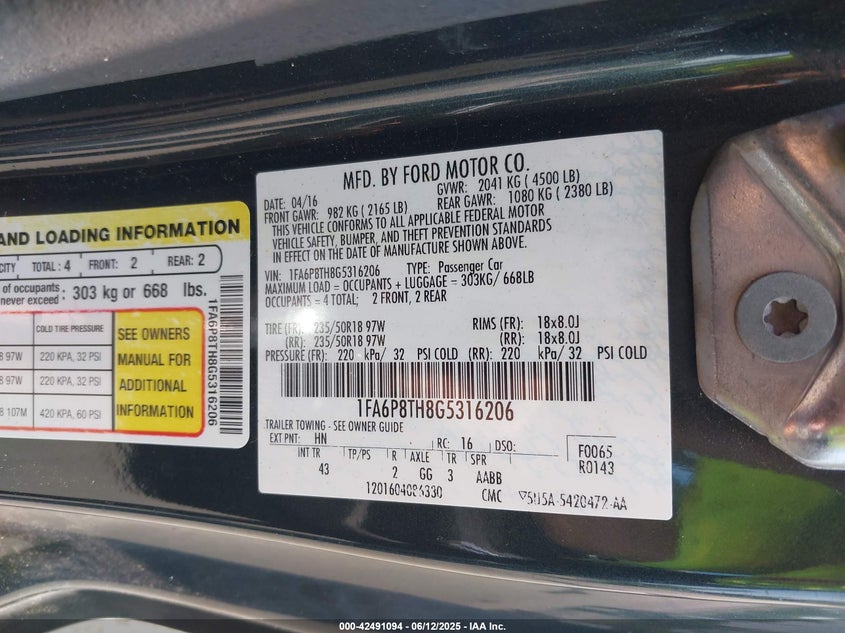 AND LOADING INFORMATION
CITY TOTAL: 4 FRONT: 2 REAR: 2
of occupants
never exceed : 303 kg or 668 lbs.
COLD TIRE PRESSURE
97W 220 KPA, 32 PSI
97W 220 KPA, 32 PSI
107M 420 KPA, 60 PSI
SEE OWNERS
MANUAL FOR
ADDITIONAL
INFORMATION
1FA6P8TH8G5316206
MFD. BY FORD MOTOR CO.
DATE: 04/16 GVWR: 2041 KG ( 4500 LB)
FRONT GAWR: 982 KG ( 2165 LB) REAR GAWR: 1080 KG ( 2380 LB)
THIS VEHICLE CONFORMS TO ALL APPLICABLE FEDERAL MOTOR
VEHICLE SAFETY, BUMPER, AND THEFT PREVENTION STANDARDS
IN EFFECT ON THE DATE OF MANUFACTURE SHOWN ABOVE.
VIN: 1FA6P8TH8G5316206 TYPE: Passenger Car
MAXIMUM LOAD = OCCUPANTS + LUGGAGE = 303KG/ 668LB
OCCUPANTS = 4 TOTAL; 2 FRONT, 2 REAR
TIRE (FR): 235/50R18 97W RIMS (FR): 18x8.0J
(RR): 235/50R18 97W (RR): 18x8.0J
PRESSURE (FR): 220 kPa/ 32 PSI COLD (RR): 220 kPa/ 32 PSI COLD
1FA6P8TH8G5316206
TRAILER TOWING - SEE OWNER GUIDE
EXT PNT: HN RC: 16 DSO:
F0065
R0143
INT TR TP/PS R AXLE TR SPR
43 2 GG 3 AABB
1201604086330 CMC 5U5A-5420472-AA
000-42491094 - 06/12/2025 - IAA Inc.